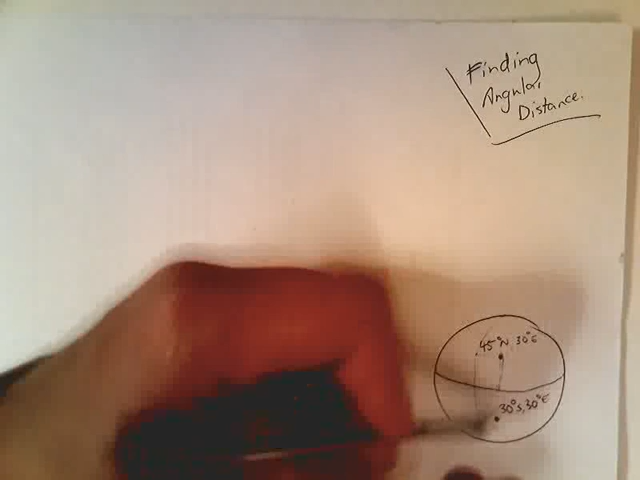 Finding
Angular
Distance.
45°N, 30°E
30°S, 30°E